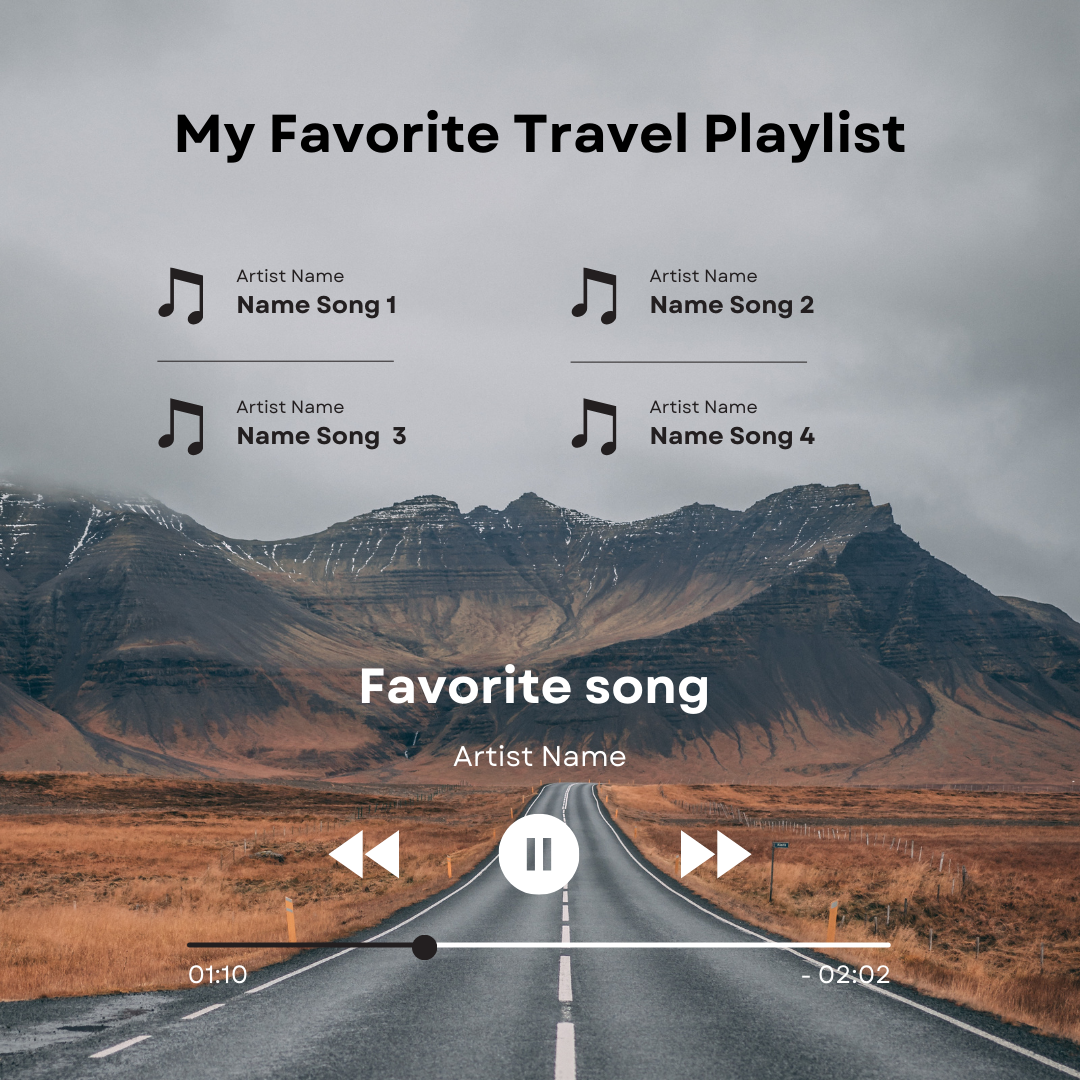 My Favorite Travel Playlist
Artist Name
Name Song 1
Artist Name
Name Song 2
Artist Name
Name Song  3
Artist Name
Name Song 4
Favorite song
Artist Name
01:10
- 02:02